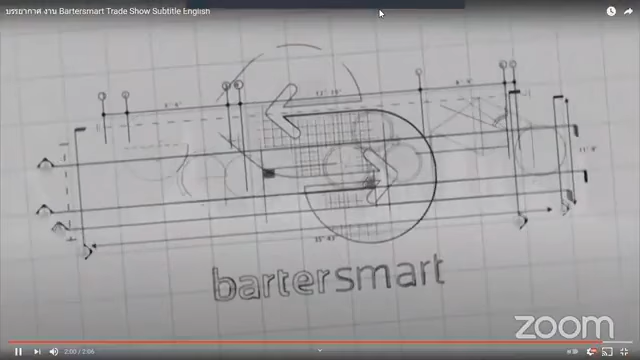 บรรยากาศ งาน Bartersmart Trade Show Subtitle English
bartersmart
2:00 / 2:06
zoom